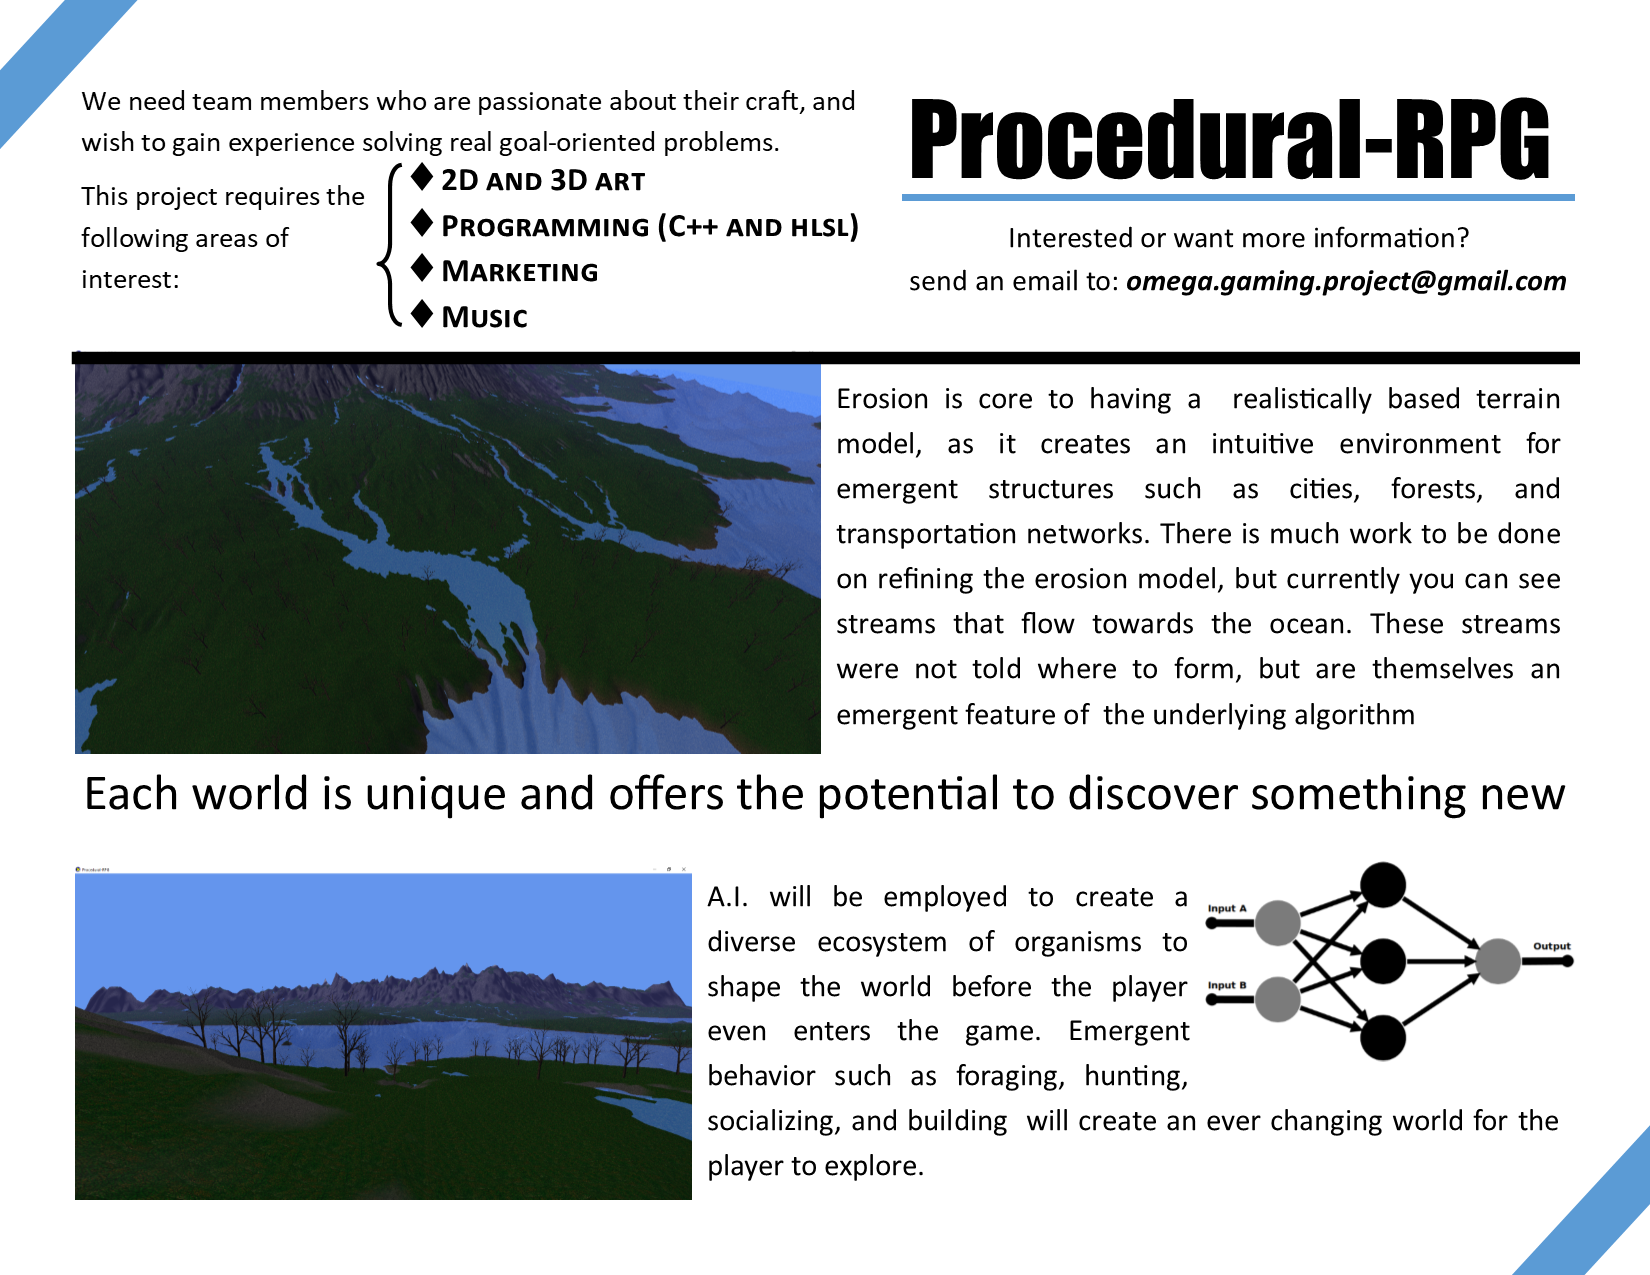 We need team members who are passionate about their craft, and
wish to gain experience solving real goal-oriented problems.
This project requires the
following areas of
interest:
♦ 2D AND 3D ART
♦ PROGRAMMING (C++ AND HLSL)
♦ MARKETING
♦ MUSIC
Procedural-RPG
Interested or want more information?
send an email to: omega.gaming.project@gmail.com
Erosion is core to having a realistically based terrain
model, as it creates an intuitive environment for
emergent structures such as cities, forests, and
transportation networks. There is much work to be done
on refining the erosion model, but currently you can see
streams that flow towards the ocean. These streams
were not told where to form, but are themselves an
emergent feature of the underlying algorithm
Each world is unique and offers the potential to discover something new
Procedural-RPG
A.I. will be employed to create a
diverse ecosystem of organisms to
shape the world before the player
even enters the game. Emergent
behavior such as foraging, hunting,
socializing, and building will create an ever changing world for the
player to explore.
Input A
Input B
Output